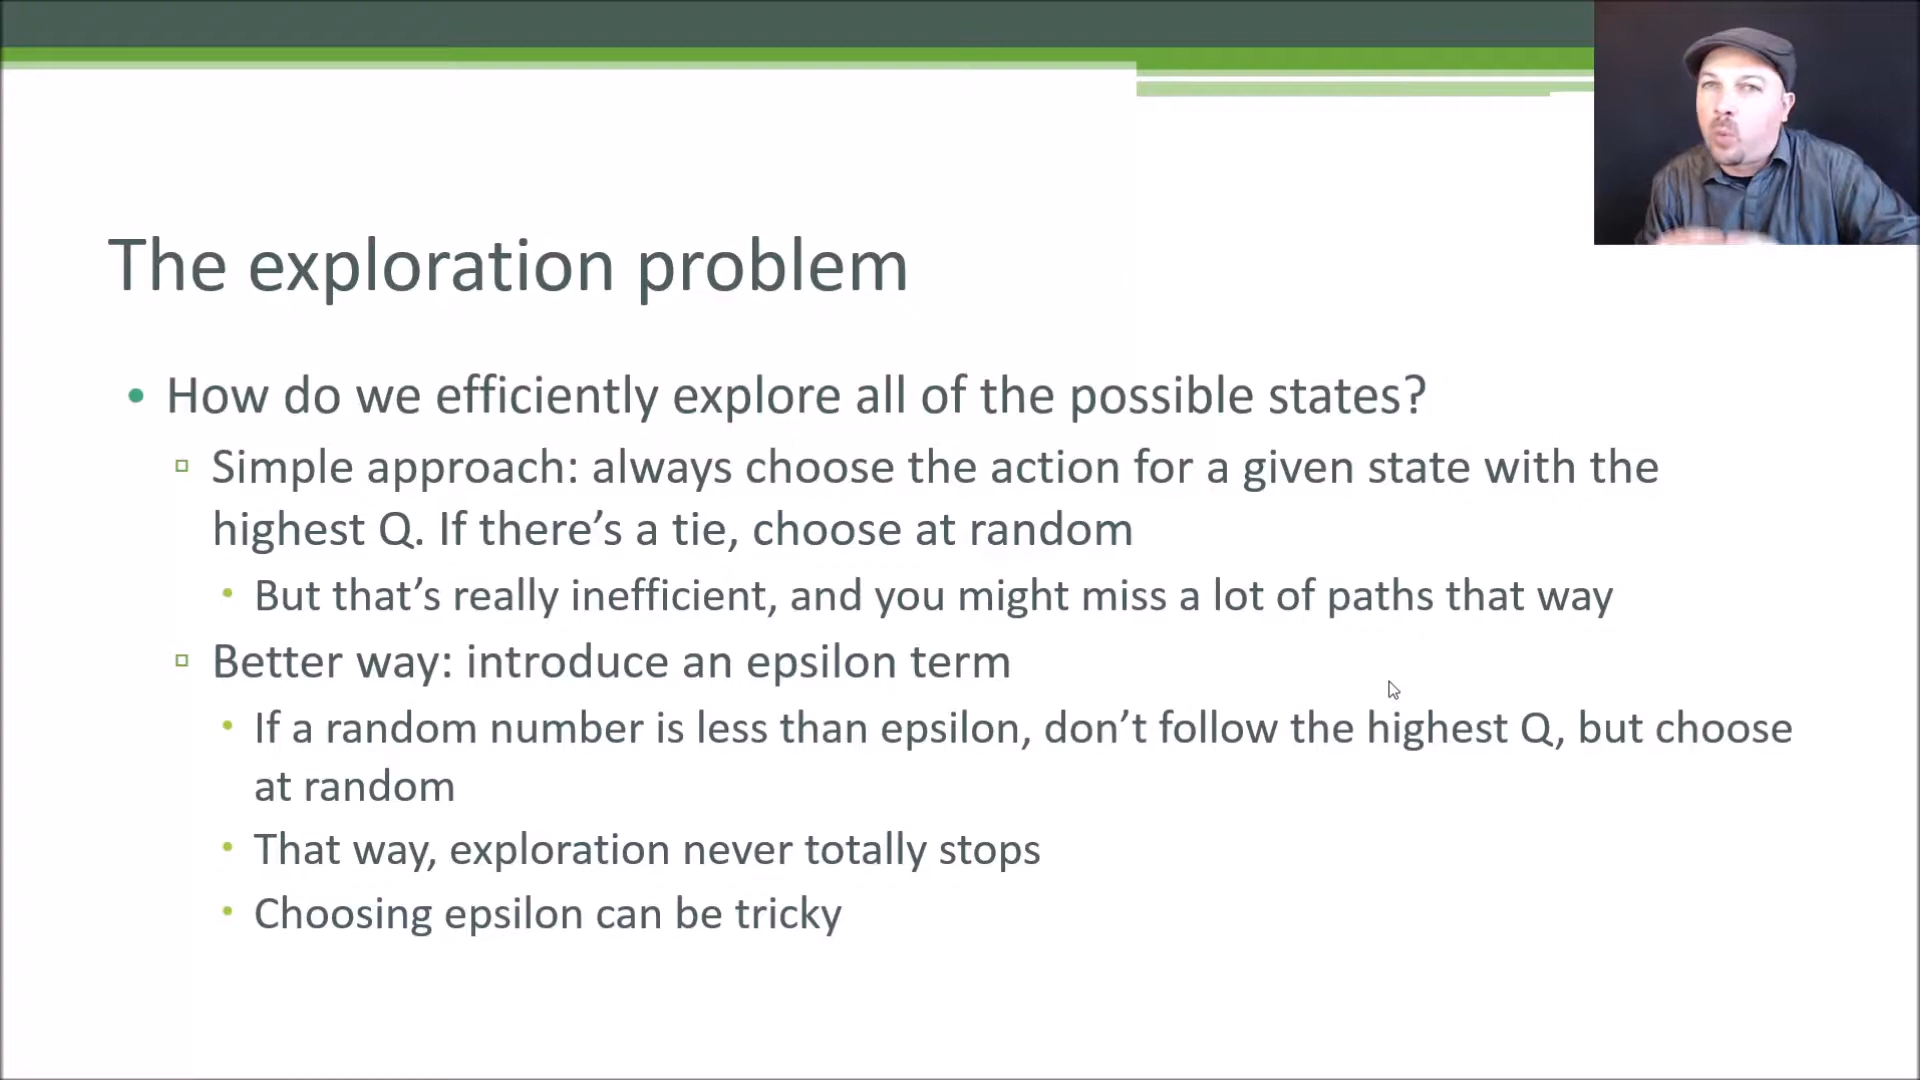 The exploration problem
• How do we efficiently explore all of the possible states?
▫ Simple approach: always choose the action for a given state with the
highest Q. If there’s a tie, choose at random
• But that’s really inefficient, and you might miss a lot of paths that way
▫ Better way: introduce an epsilon term
• If a random number is less than epsilon, don’t follow the highest Q, but choose
at random
• That way, exploration never totally stops
• Choosing epsilon can be tricky